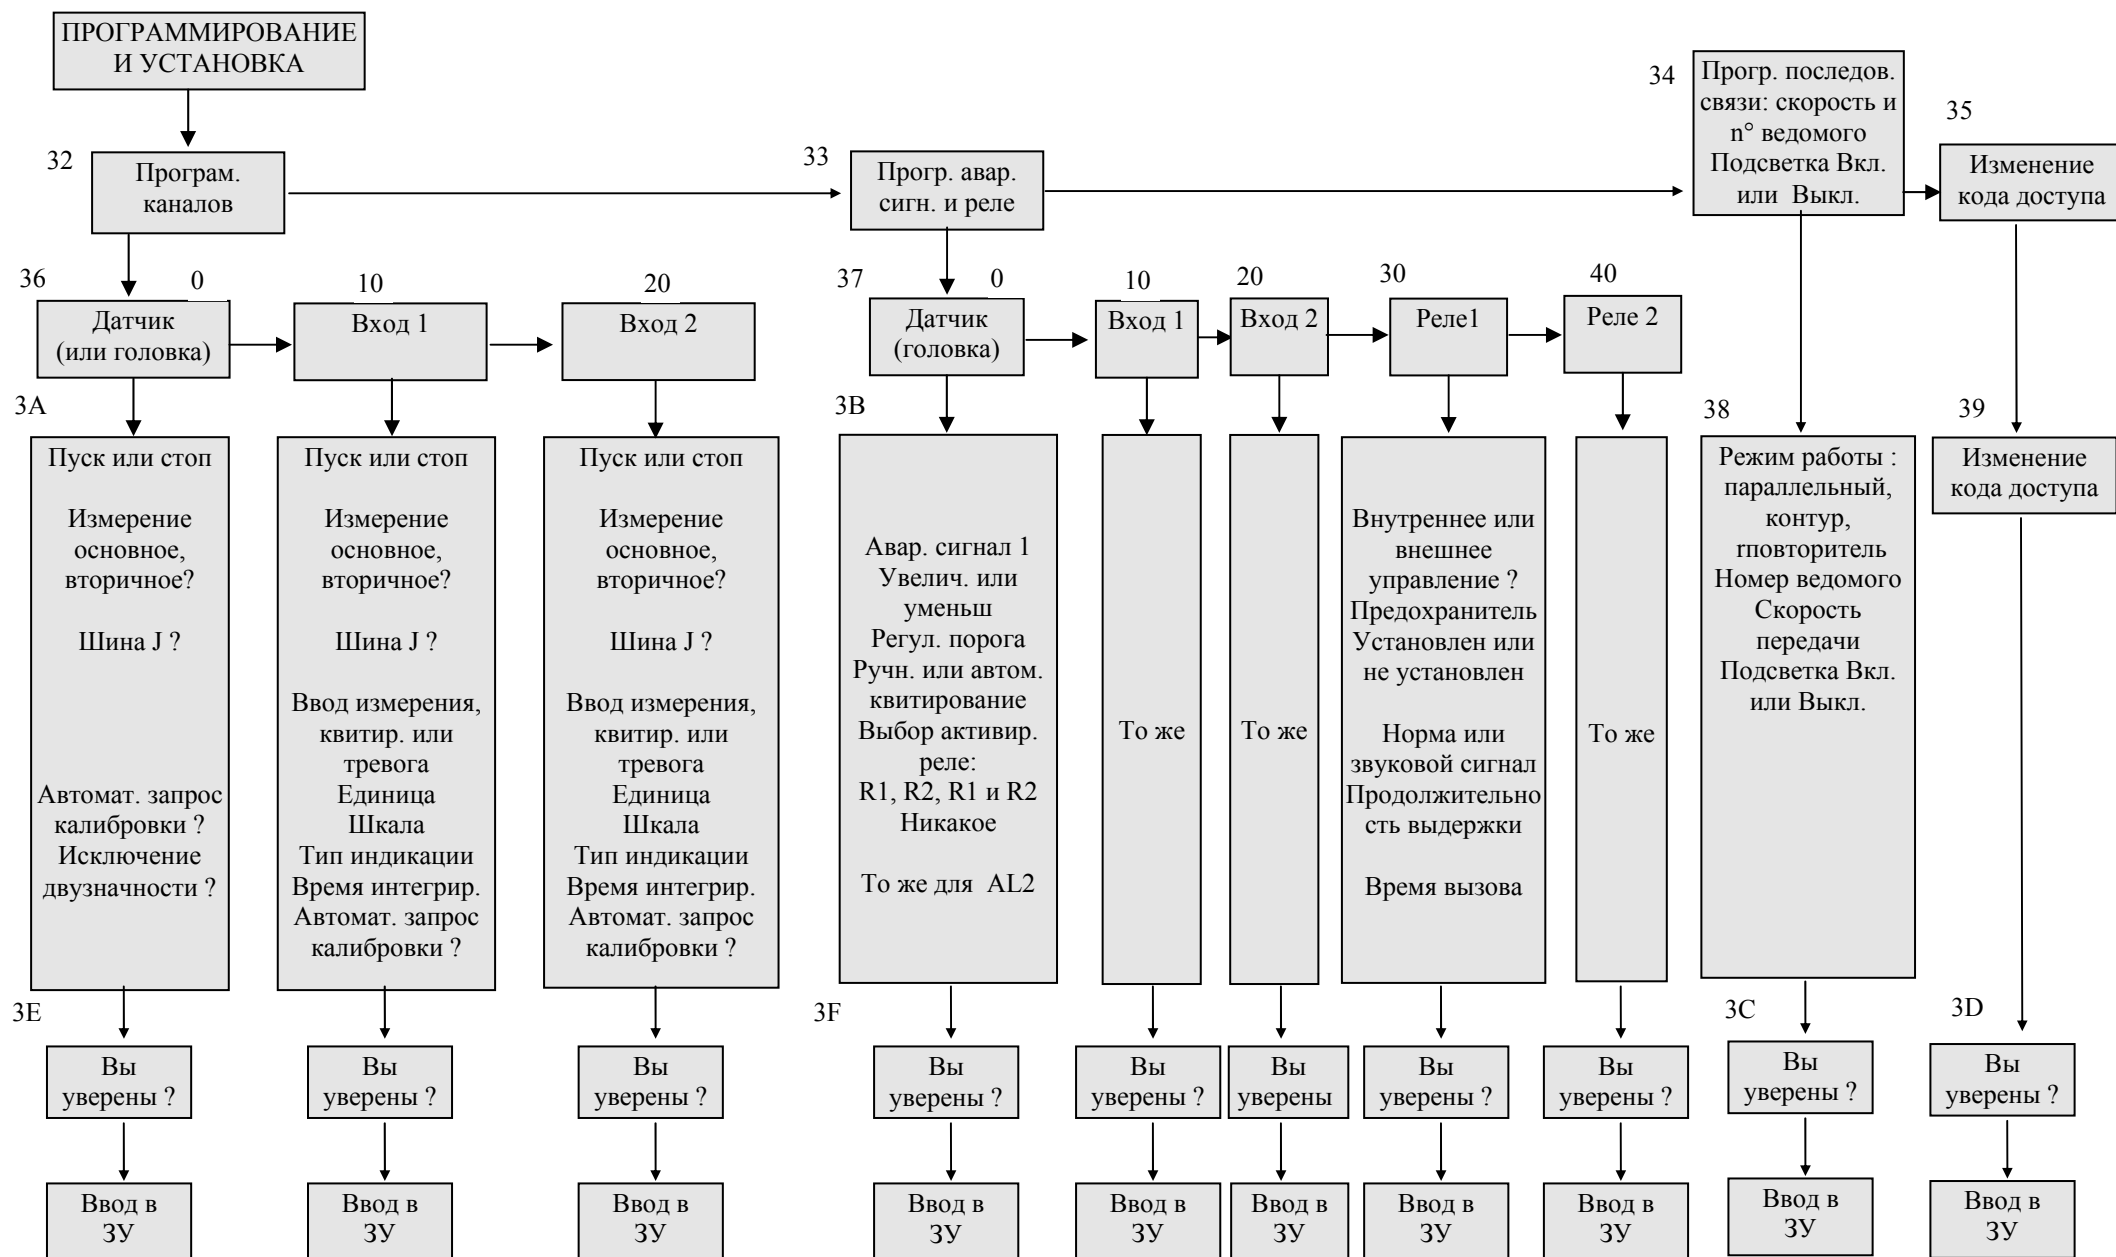 ПРОГРАММИРОВАНИЕ
И УСТАНОВКА
32
Програм.
каналов
33
Прогр. авар.
сигн. и реле
34
Прогр. последов.
связи: скорость и
n° ведомого
Подсветка Вкл.
или Выкл.
35
Изменение
кода доступа
36
0
Датчик
(или головка)
10
Вход 1
20
Вход 2
37
0
Датчик
(головка)
10
Вход 1
20
Вход 2
30
Реле1
40
Реле 2
3A
Пуск или стоп
Измерение
основное,
вторичное?
Шина J ?
Автомат. запрос
калибровки ?
Исключение
двузначности ?
Пуск или стоп
Измерение
основное,
вторичное?
Шина J ?
Ввод измерения,
квитир. или
тревога
Единица
Шкала
Тип индикации
Время интегрир.
Автомат. запрос
калибровки ?
Пуск или стоп
Измерение
основное,
вторичное?
Шина J ?
Ввод измерения,
квитир. или
тревога
Единица
Шкала
Тип индикации
Время интегрир.
Автомат. запрос
калибровки ?
3B
Авар. сигнал 1
Увелич. или
уменьш
Регул. порога
Ручн. или автом.
квитирование
Выбор активир.
реле:
R1, R2, R1 и R2
Никакое
То же для AL2
То же
То же
Внутреннее или
внешнее
управление ?
Предохранитель
Установлен или
не установлен
Норма или
звуковой сигнал
Продолжительно
сть выдержки
Время вызова
То же
38
Режим работы :
параллельный,
контур,
rповторитель
Номер ведомого
Скорость
передачи
Подсветка Вкл.
или Выкл.
39
Изменение
кода доступа
3E
Вы
уверены ?
Вы
уверены ?
Вы
уверены ?
3F
Вы
уверены ?
Вы
уверены ?
Вы
уверены
Вы
уверены ?
Вы
уверены ?
3C
Вы
уверены ?
3D
Вы
уверены ?
Ввод в
ЗУ
Ввод в
ЗУ
Ввод в
ЗУ
Ввод в
ЗУ
Ввод в
ЗУ
Ввод в
ЗУ
Ввод в
ЗУ
Ввод в
ЗУ
Ввод в
ЗУ
Ввод в
ЗУ